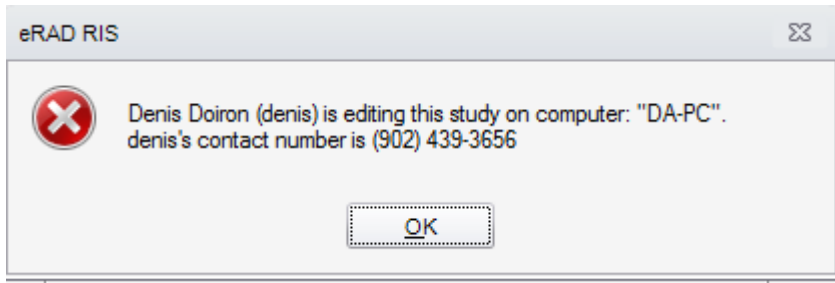 eRAD RIS
Denis Doiron (denis) is editing this study on computer: "DA-PC".
denis's contact number is (902) 439-3656
OK